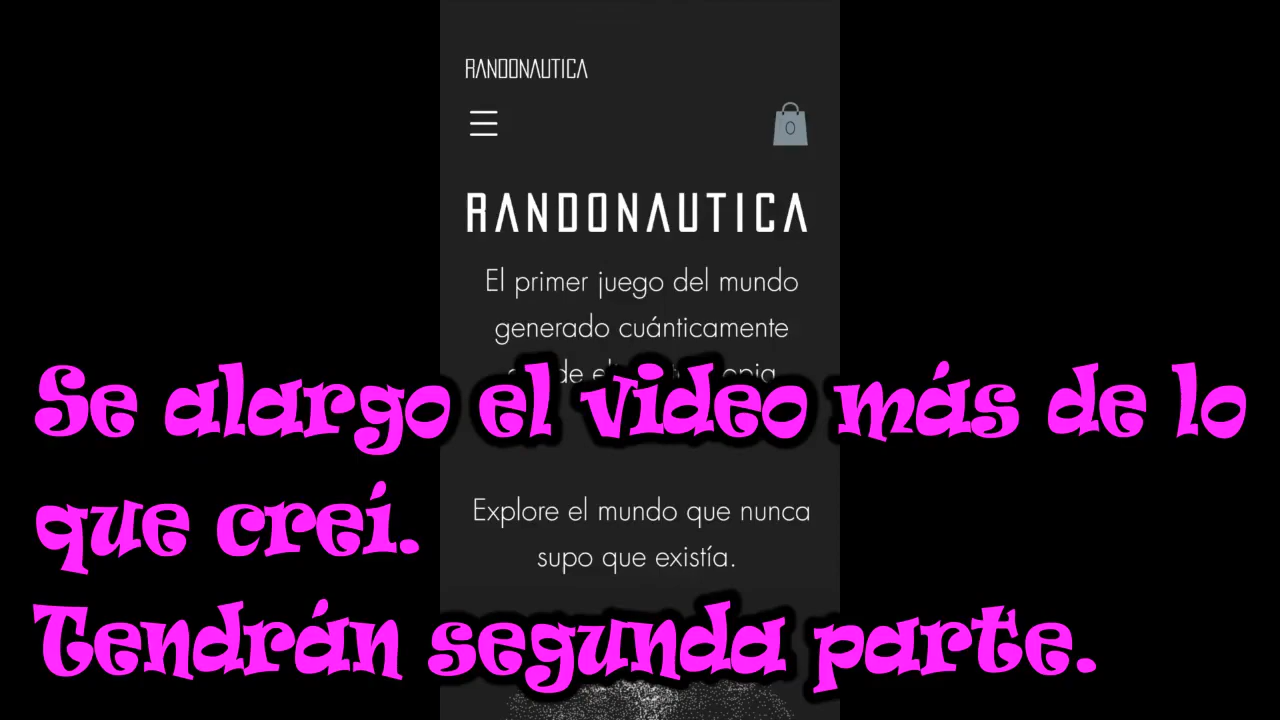 RANDONAUTICA
0
RANDONAUTICA
El primer juego del mundo
generado cuánticamente
Se alargo el video más de lo
que creí.
Explore el mundo que nunca
supo que existía.
Tendrán segunda parte.